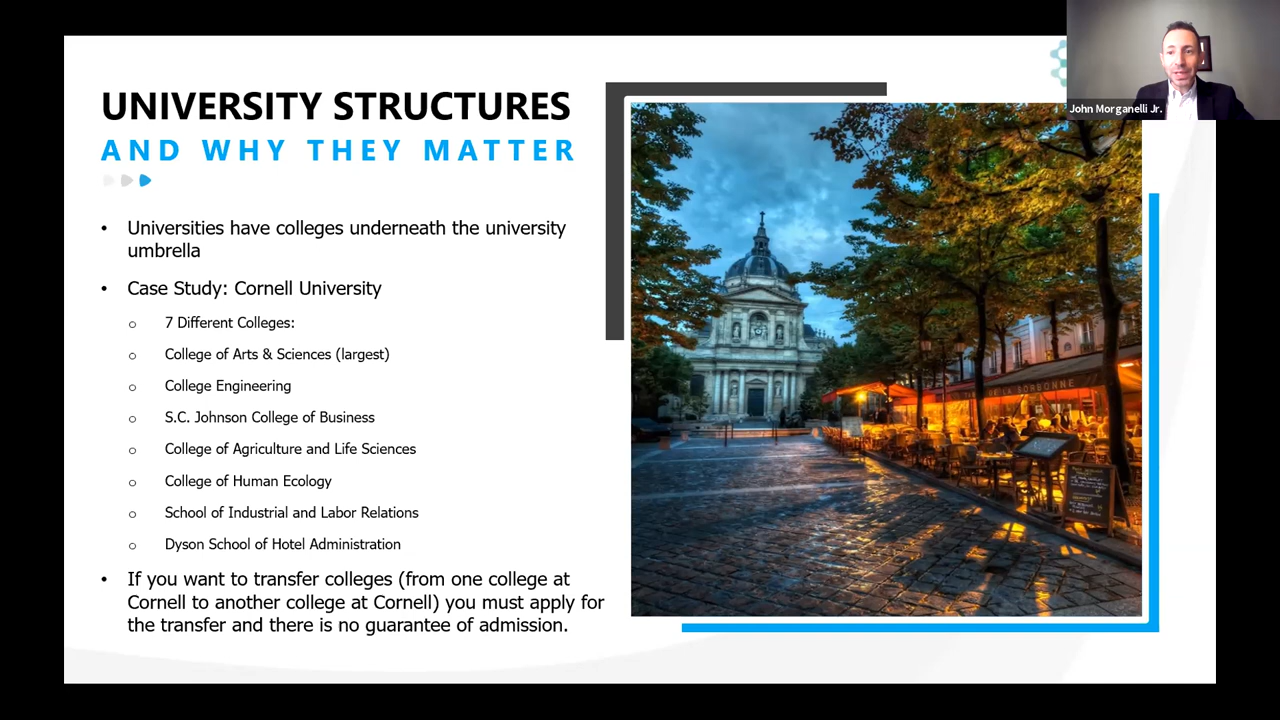 John Morganelli Jr.
UNIVERSITY STRUCTURES
AND WHY THEY MATTER
• Universities have colleges underneath the university
umbrella
• Case Study: Cornell University
o 7 Different Colleges:
o College of Arts & Sciences (largest)
o College Engineering
o S.C. Johnson College of Business
o College of Agriculture and Life Sciences
o College of Human Ecology
o School of Industrial and Labor Relations
o Dyson School of Hotel Administration
• If you want to transfer colleges (from one college at
Cornell to another college at Cornell) you must apply for
the transfer and there is no guarantee of admission.
LA SORBONNE